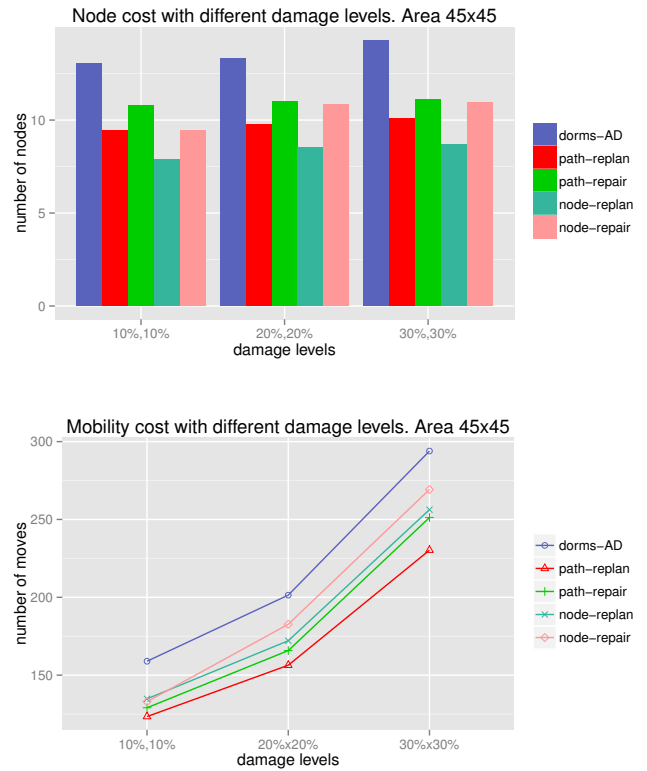 Node cost with different damage levels. Area 45x45
number of nodes
10
5
0
10%,10%
20%,20%
30%,30%
damage levels
dorms−AD
path−replan
path−repair
node−replan
node−repair
Mobility cost with different damage levels. Area 45x45
number of moves
300
250
200
150
10%,10%
20%x20%
30%x30%
damage levels
dorms−AD
path−replan
path−repair
node−replan
node−repair